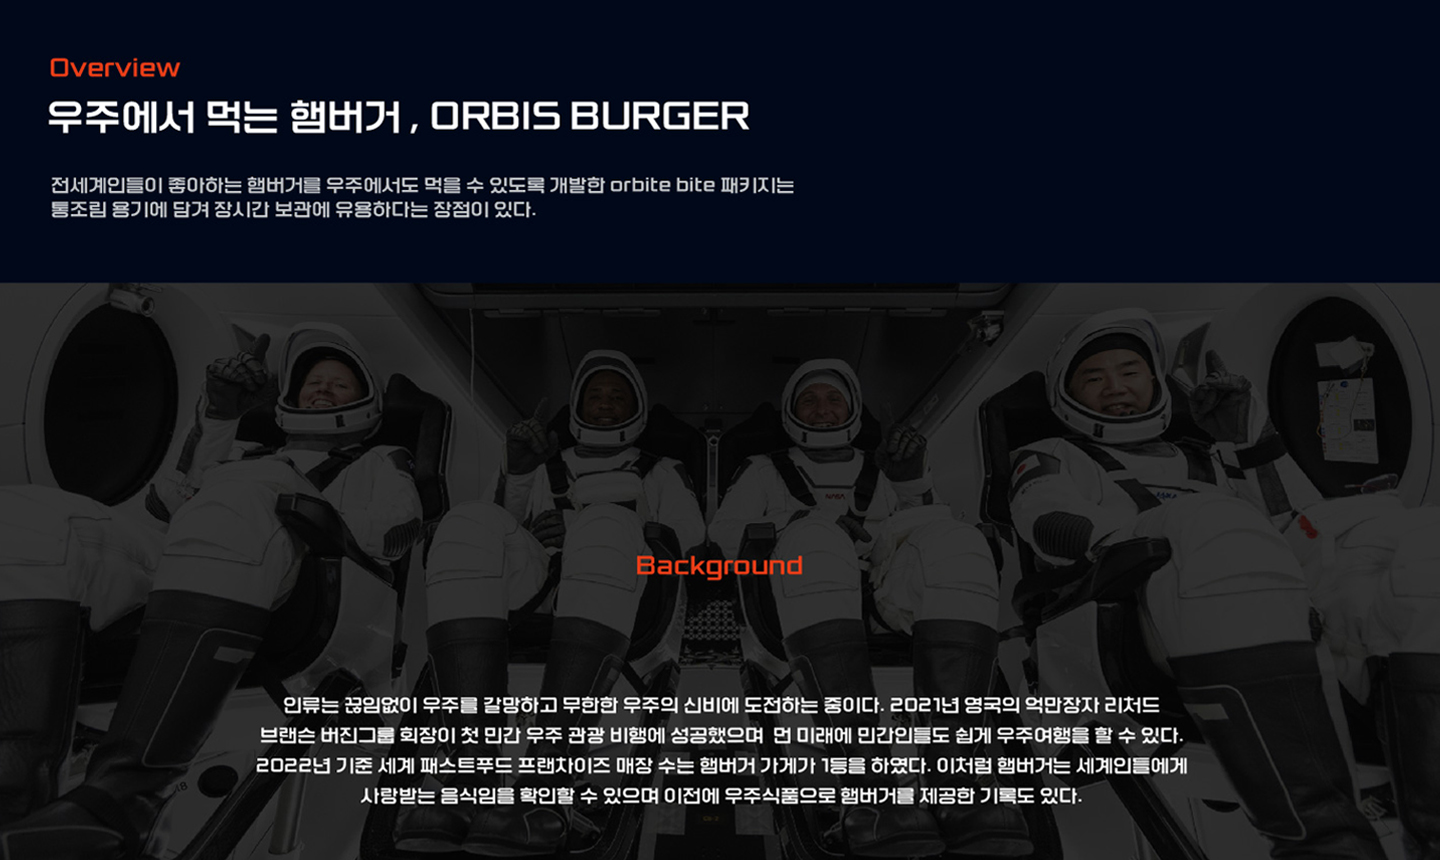 Overview
우주에서 먹는 햄버거 , ORBIS BURGER
전세계인들이 좋아하는 햄버거를 우주에서도 먹을 수 있도록 개발한 orbite bite 패키지는
통조림 용기에 담겨 장시간 보관에 유용하다는 장점이 있다.
NASA
Background
인류는 끊임없이 우주를 갈망하고 무한한 우주의 신비에 도전하는 중이다. 2021년 영국의 억만장자 리처드
브랜슨 버진그룹 회장이 첫 민간 우주 관광 비행에 성공했으며 먼 미래에 민간인들도 쉽게 우주여행을 할 수 있다.
2022년 기준 세계 패스트푸드 프랜차이즈 매장 수는 햄버거 가게가 1등을 하였다. 이처럼 햄버거는 세계인들에게
사랑받는 음식임을 확인할 수 있으며 이전에 우주식품으로 햄버거를 제공한 기록도 있다.